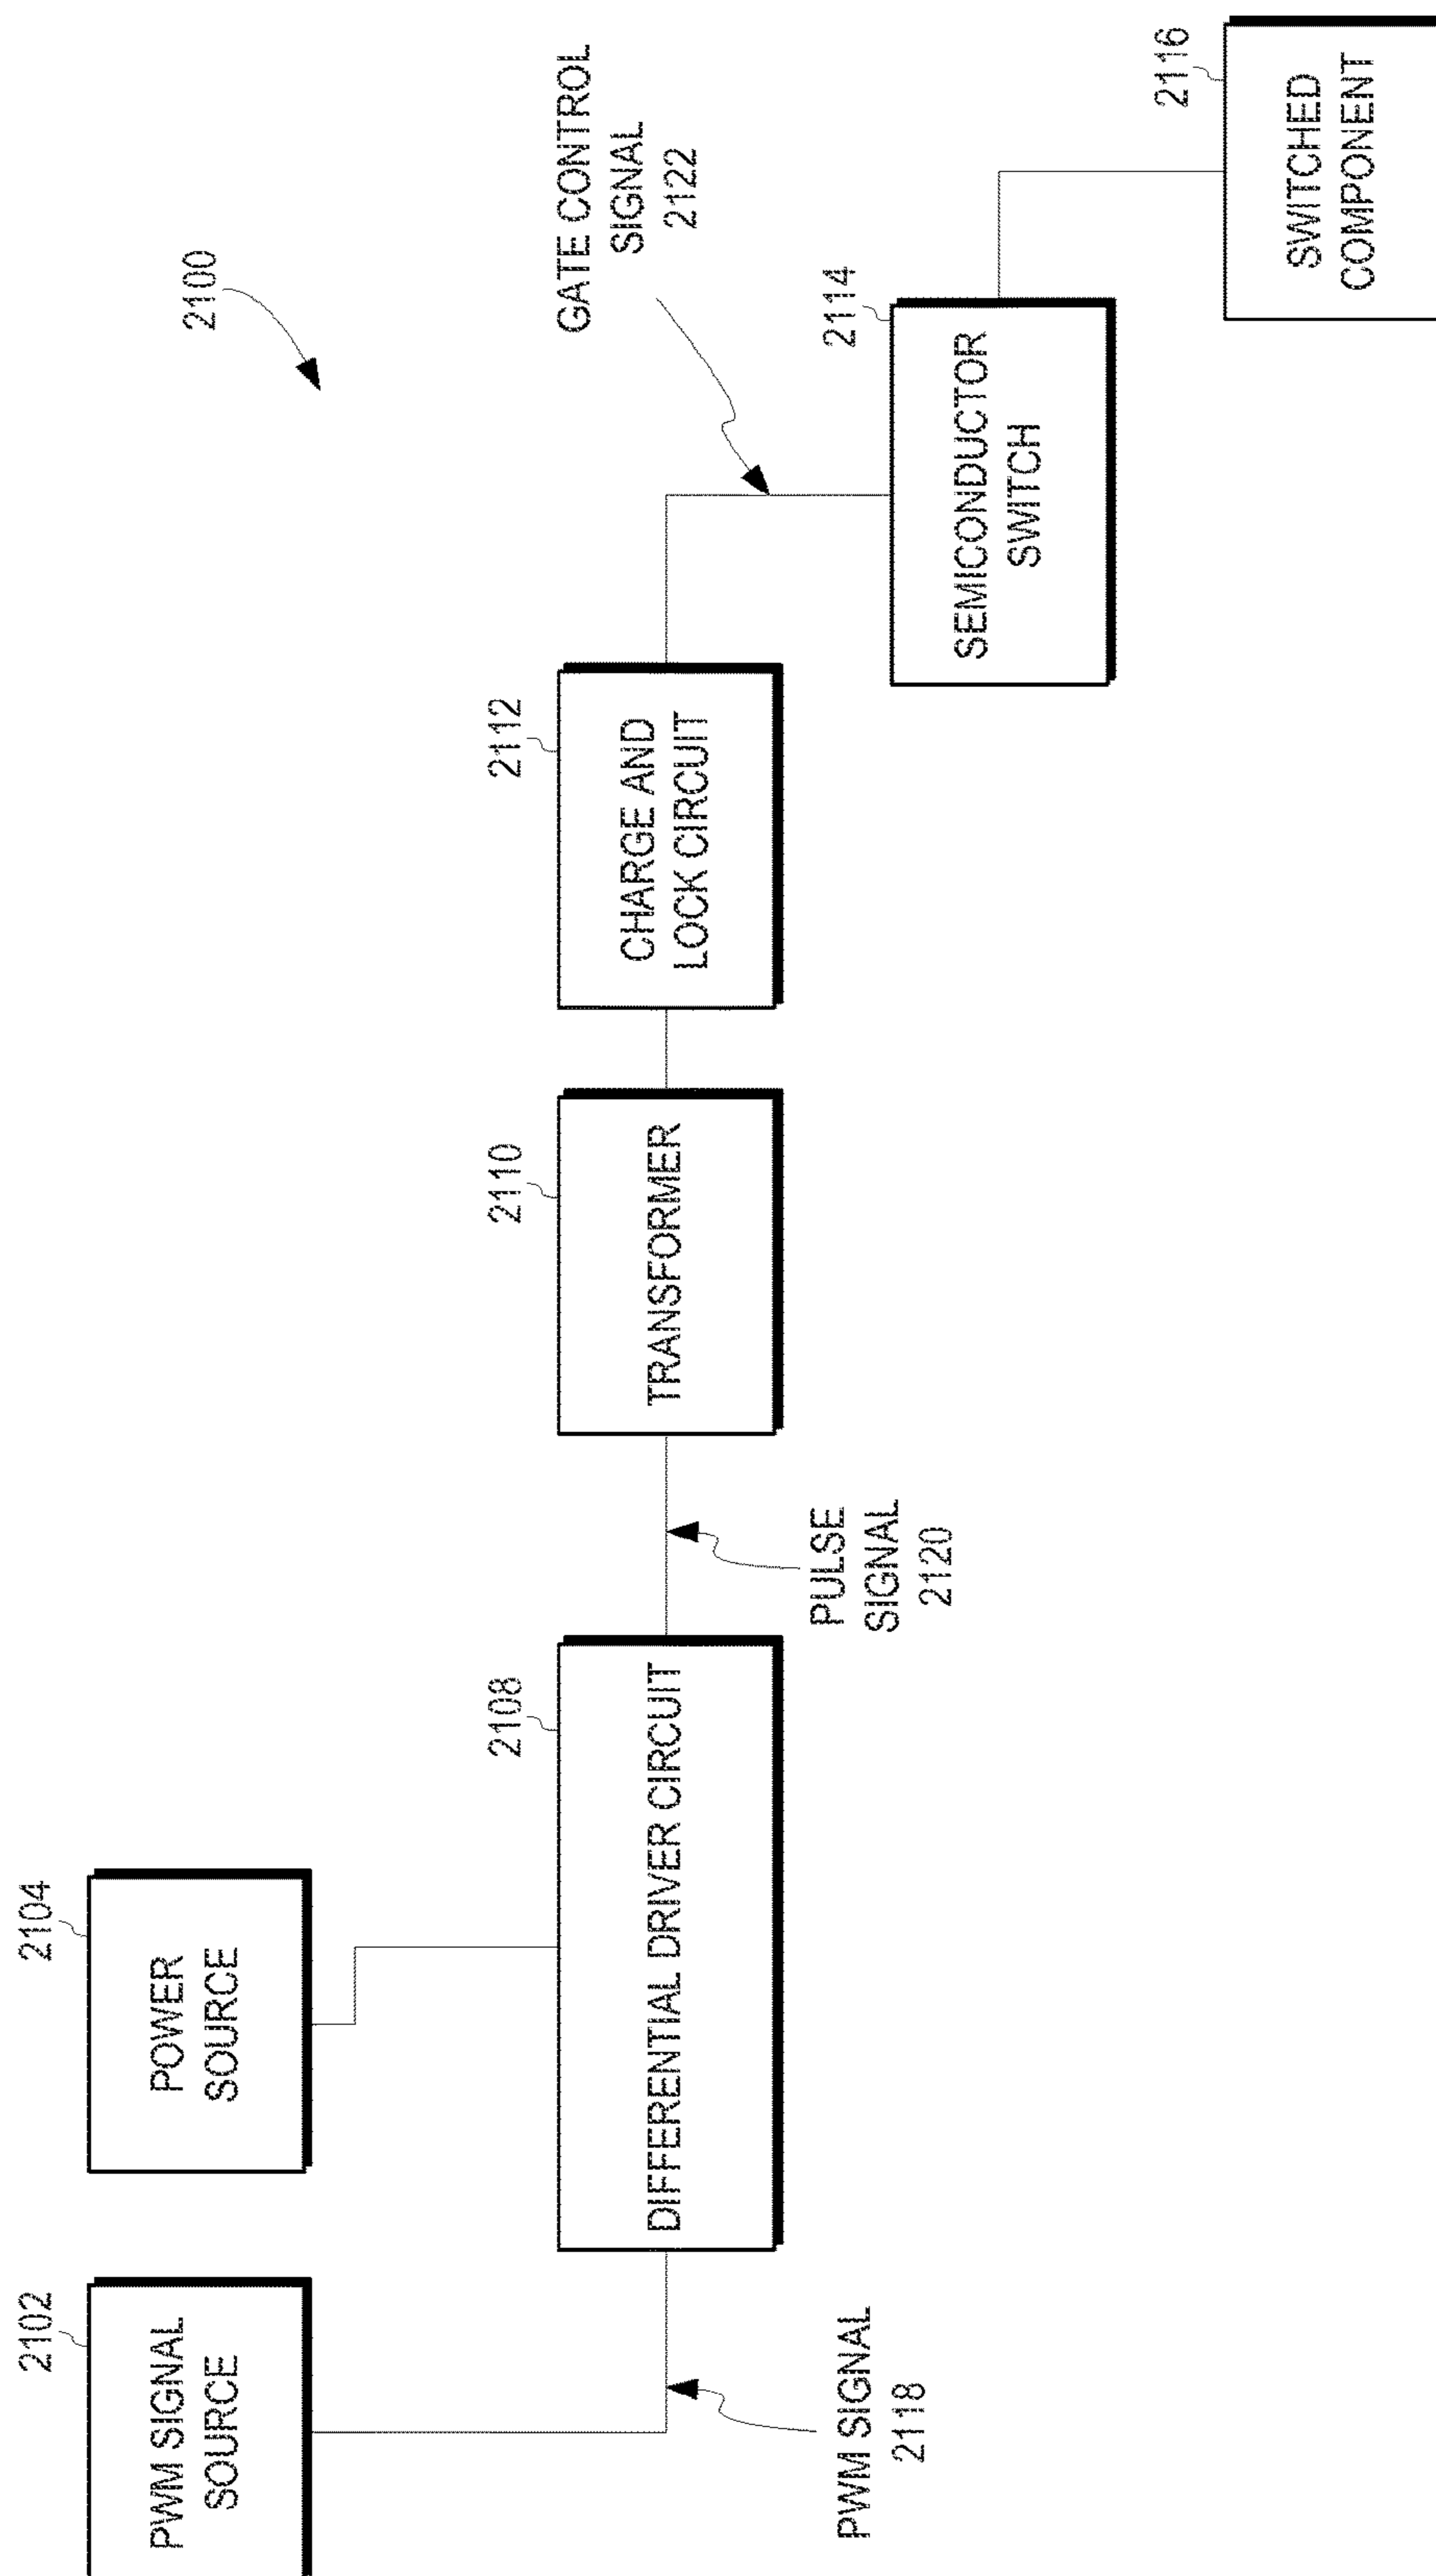 2100
2102
PWM SIGNAL
SOURCE
2104
POWER
SOURCE
PWM SIGNAL
2118
2108
DIFFERENTIAL DRIVER CIRCUIT
PULSE
SIGNAL
2120
2110
TRANSFORMER
2112
CHARGE AND
LOCK CIRCUIT
GATE CONTROL
SIGNAL
2122
2114
SEMICONDUCTOR
SWITCH
2116
SWITCHED
COMPONENT